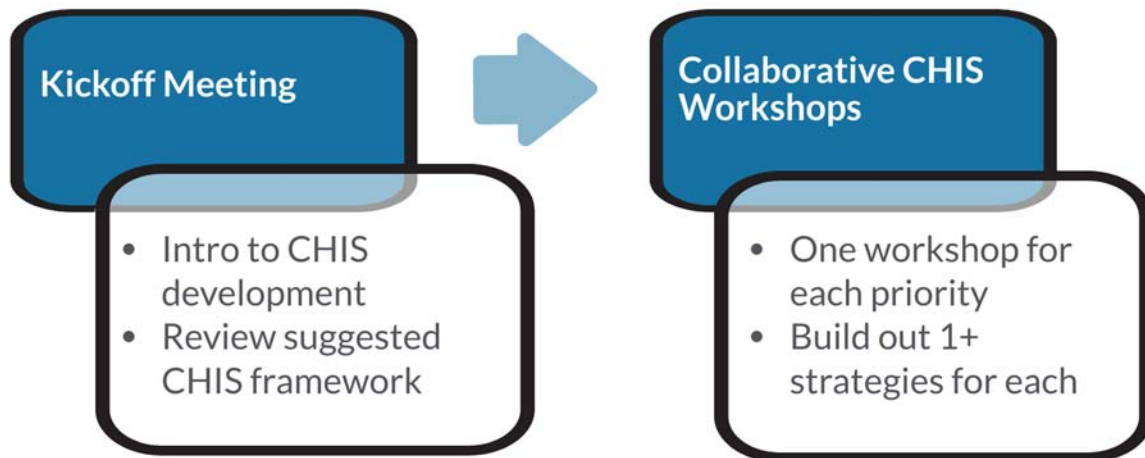 Kickoff Meeting
• Intro to CHIS
development
• Review suggested
CHIS framework
Collaborative CHIS
Workshops
• One workshop for
each priority
• Build out 1+
strategies for each